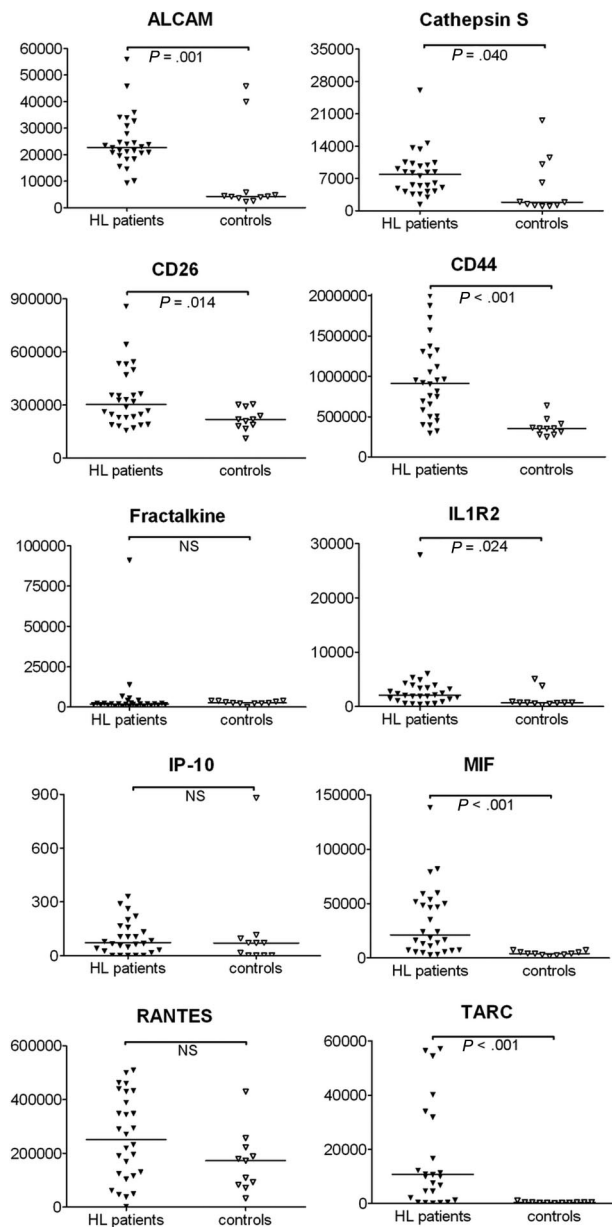 ALCAM
60000
50000
40000
30000
20000
10000
0
P = .001
HL patients controls
Cathepsin S
35000
28000
21000
14000
7000
0
P = .040
HL patients controls
CD26
900000
600000
300000
0
P = .014
HL patients controls
CD44
2000000
1500000
1000000
500000
0
P < .001
HL patients controls
Fractalkine
100000
75000
50000
25000
0
NS
HL patients controls
IL1R2
30000
20000
10000
0
P = .024
HL patients controls
IP-10
900
600
300
0
NS
HL patients controls
MIF
150000
100000
50000
0
P < .001
HL patients controls
RANTES
600000
400000
200000
0
NS
HL patients controls
TARC
60000
40000
20000
10000
0
P < .001
HL patients controls